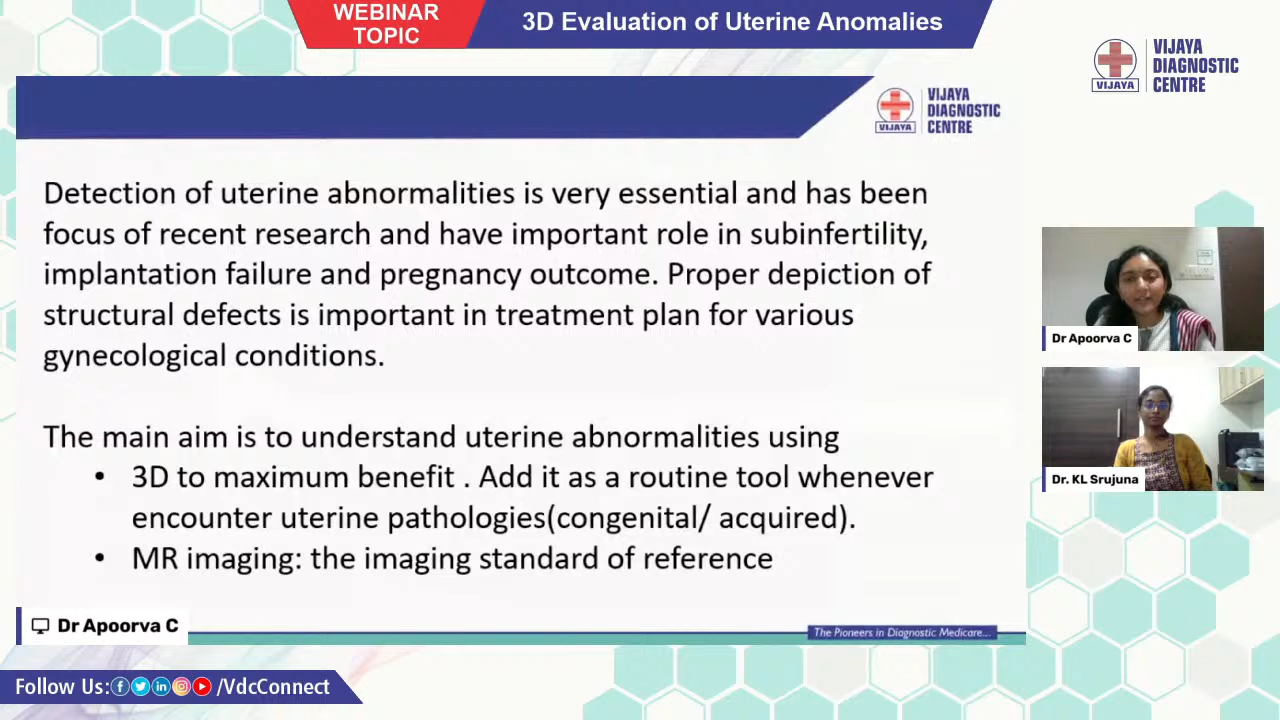 WEBINAR
TOPIC
3D Evaluation of Uterine Anomalies
VIJAYA
VIJAYA
DIAGNOSTIC
CENTRE
VIJAYA
VIJAYA
DIAGNOSTIC
CENTRE
Detection of uterine abnormalities is very essential and has been
focus of recent research and have important role in subinfertility,
implantation failure and pregnancy outcome. Proper depiction of
structural defects is important in treatment plan for various
gynecological conditions.
The main aim is to understand uterine abnormalities using
• 3D to maximum benefit . Add it as a routine tool whenever
encounter uterine pathologies(congenital/ acquired).
• MR imaging: the imaging standard of reference
Dr Apoorva C
Dr. KL Srujuna
Dr Apoorva C
The Pioneers in Diagnostic Medicare...
Follow Us: /VdcConnect